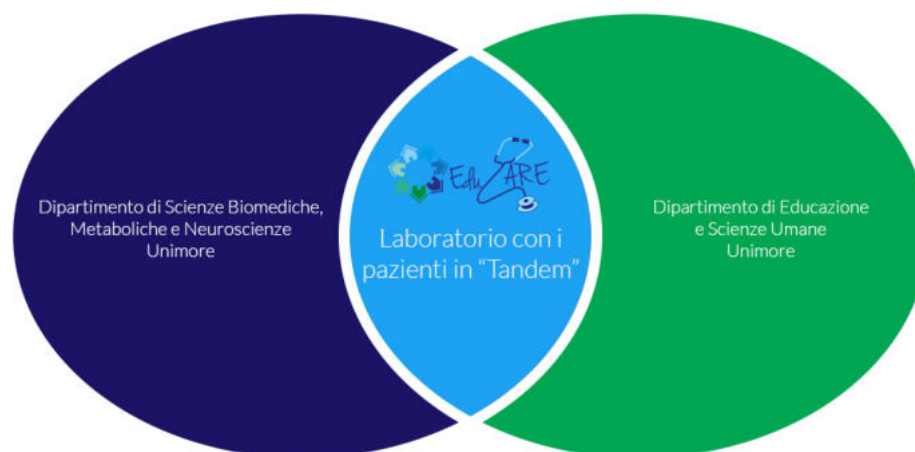 Dipartimento di Scienze Biomediche,
Metaboliche e Neuroscienze
Unimore
EduCARE
Laboratorio con i
pazienti in “Tandem”
Dipartimento di Educazione
e Scienze Umane
Unimore